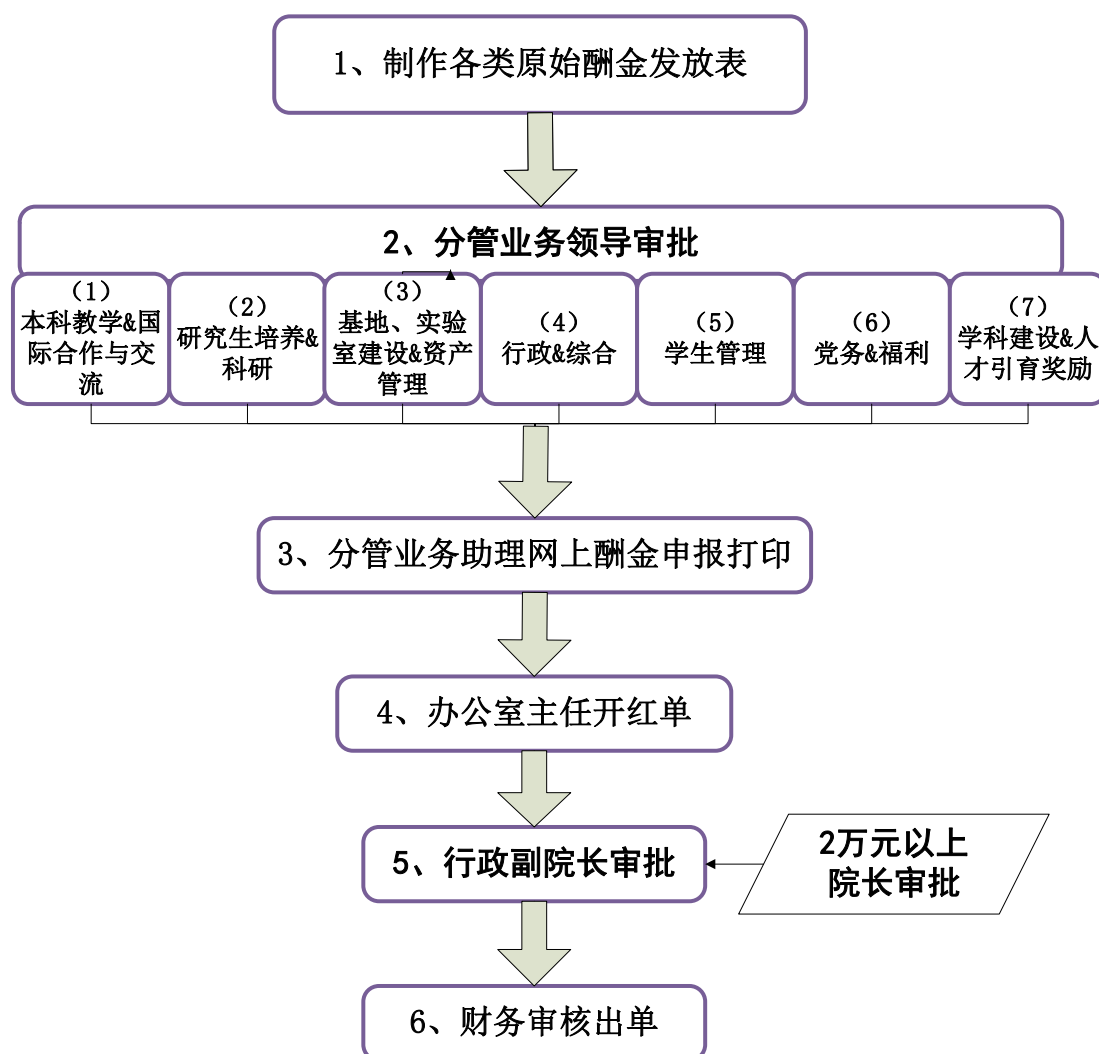 1、制作各类原始酬金发放表
2、分管业务领导审批
（1）
本科教学&国
际合作与交
流
（2）
研究生培养&
科研
（3）
基地、实验
室建设&资产
管理
（4）
行政&综合
（5）
学生管理
（6）
党务&福利
（7）
学科建设&人
才引育奖励
3、分管业务助理网上酬金申报打印
4、办公室主任开红单
5、行政副院长审批
2万元以上
院长审批
6、财务审核出单